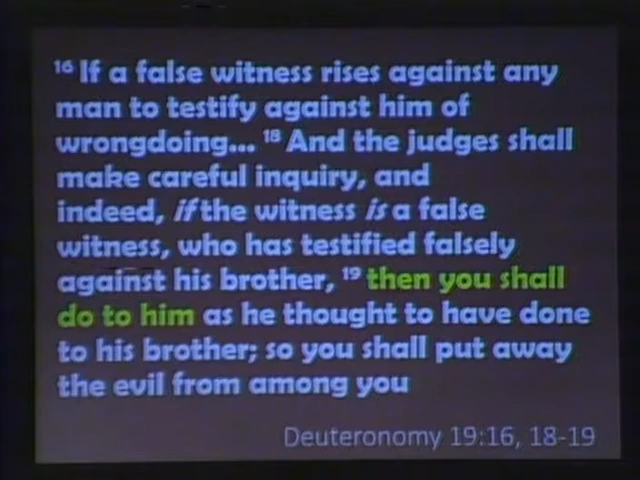 ¹⁶ If a false witness rises against any
man to testify against him of
wrongdoing... ¹⁸ And the judges shall
make careful inquiry, and
indeed, if the witness is a false
witness, who has testified falsely
against his brother, ¹⁹ then you shall
do to him as he thought to have done
to his brother; so you shall put away
the evil from among you
Deuteronomy 19:16, 18-19